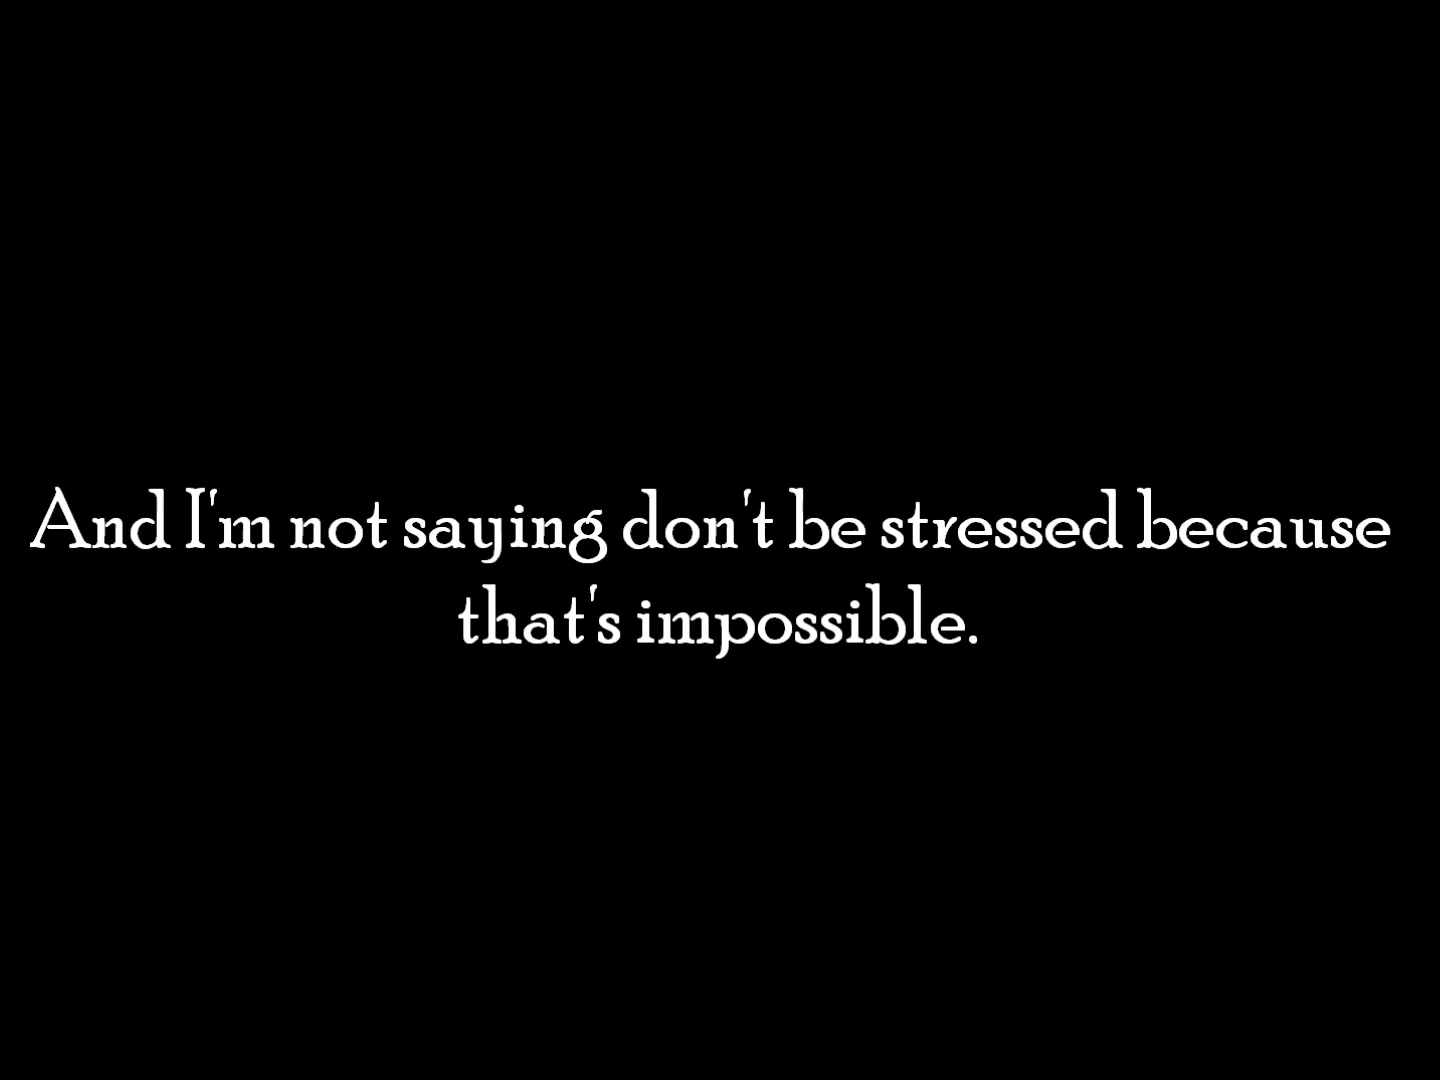 And I'm not saying don't be stressed because
that's impossible.